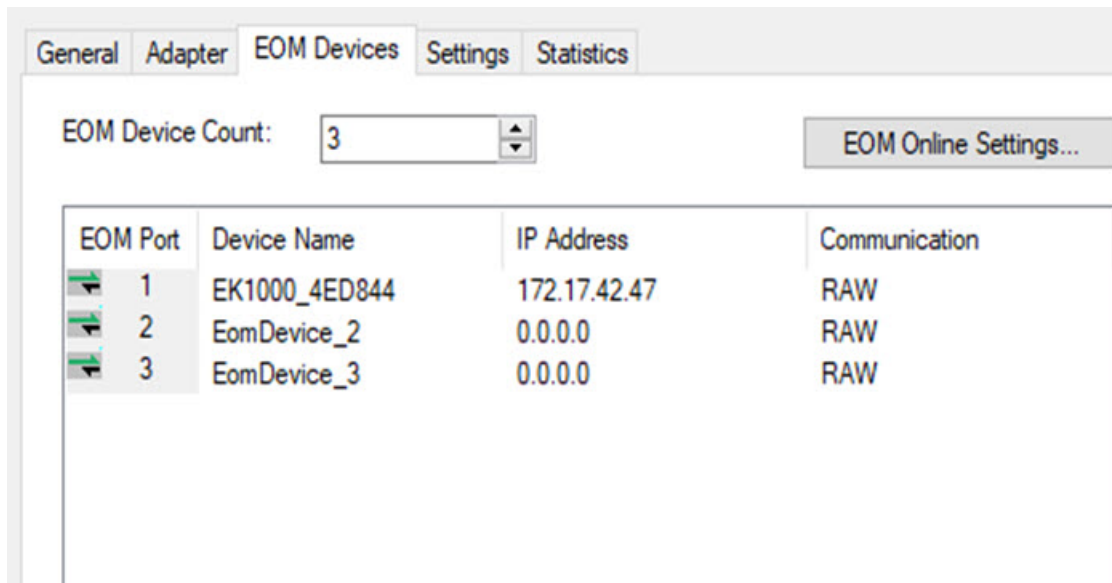 General Adapter EOM Devices Settings Statistics
EOM Device Count: 3 EOM Online Settings...
EOM Port Device Name IP Address Communication
1 EK1000_4ED844 172.17.42.47 RAW
2 EomDevice_2 0.0.0.0 RAW
3 EomDevice_3 0.0.0.0 RAW